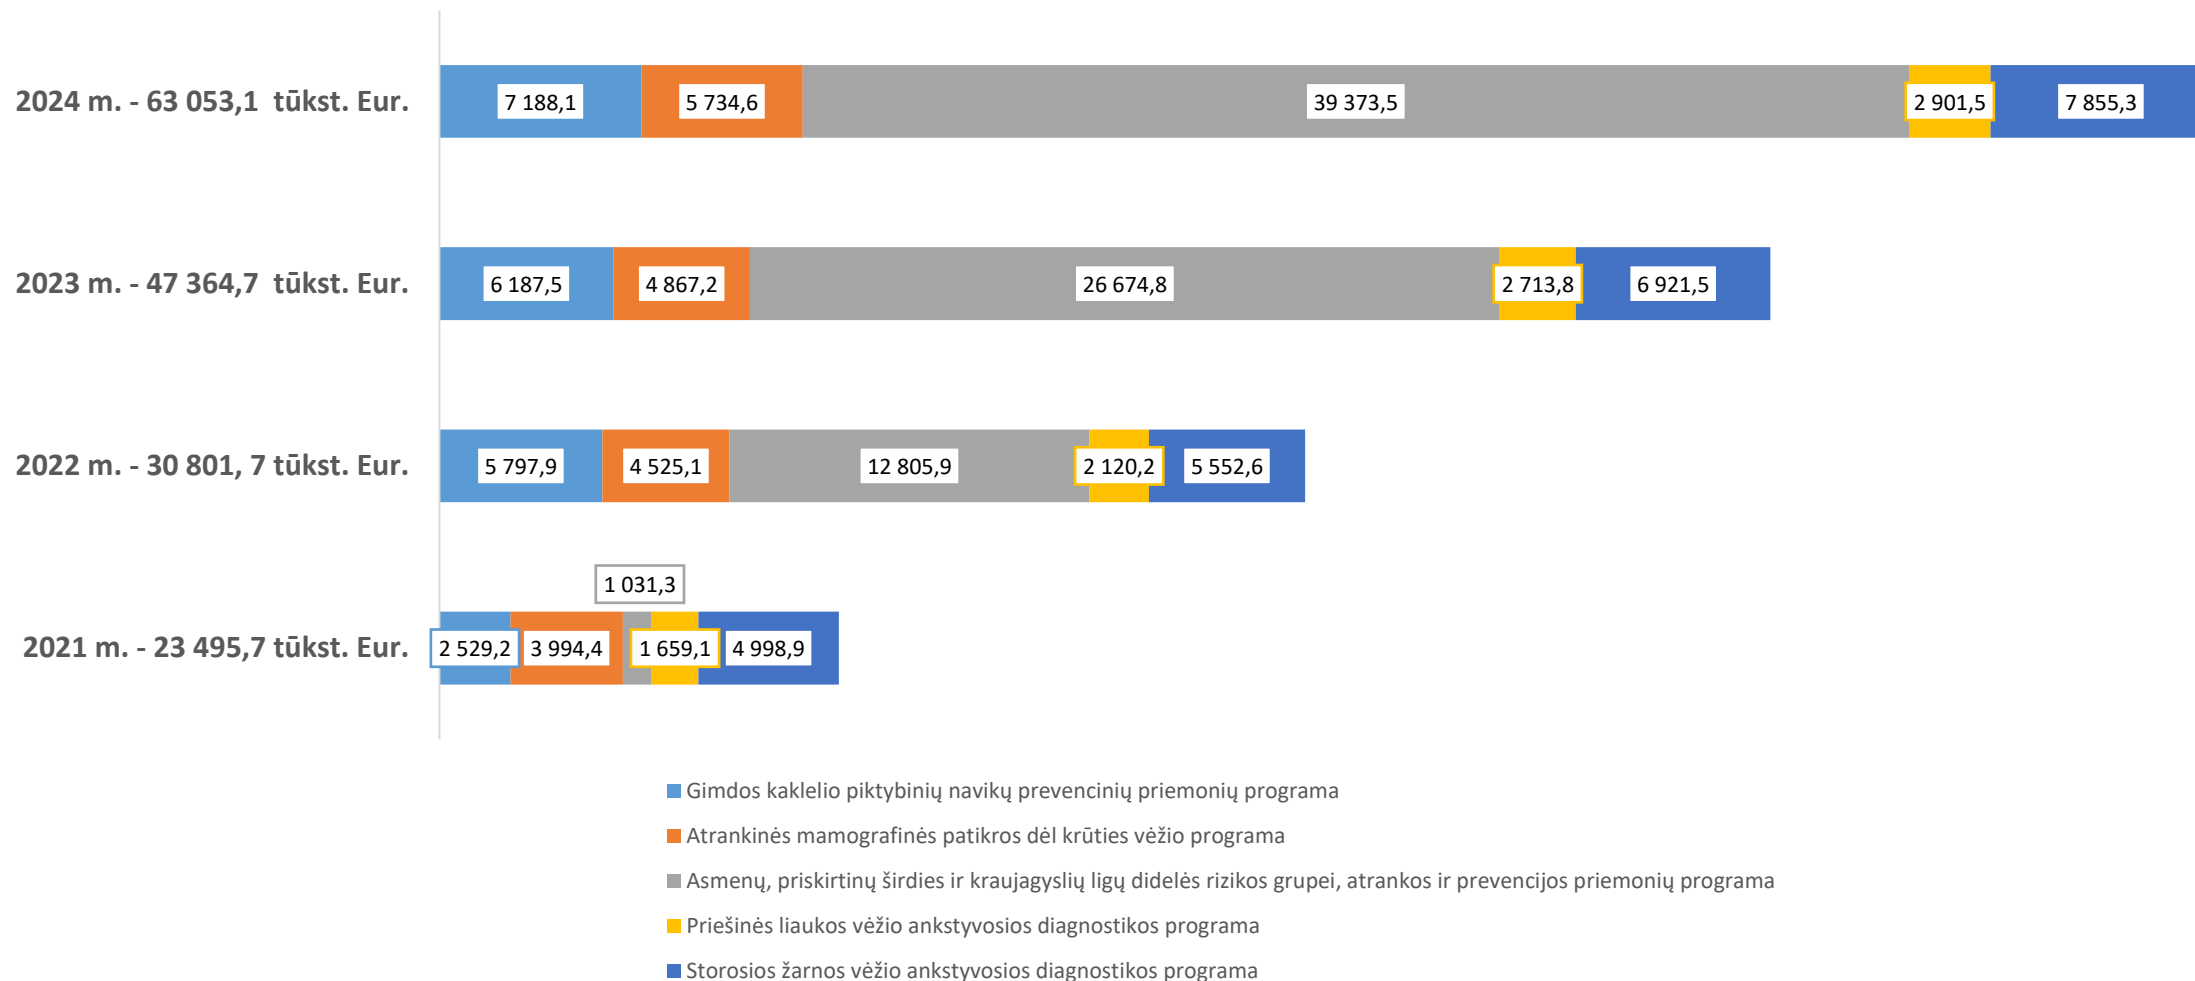 2024 m. - 63 053,1 tūkst. Eur.
7 188,1
5 734,6
39 373,5
2 901,5
7 855,3
2023 m. - 47 364,7 tūkst. Eur.
6 187,5
4 867,2
26 674,8
2 713,8
6 921,5
2022 m. - 30 801, 7 tūkst. Eur.
5 797,9
4 525,1
12 805,9
2 120,2
5 552,6
1 031,3
2021 m. - 23 495,7 tūkst. Eur.
2 529,2
3 994,4
1 659,1
4 998,9
Gimdos kaklelio piktybinių navikų prevencinių priemonių programa
Atrankinės mamografinės patikros dėl krūties vėžio programa
Asmenų, priskirtinų širdies ir kraujagyslių ligų didelės rizikos grupei, atrankos ir prevencijos priemonių programa
Priešinės liaukos vėžio ankstyvosios diagnostikos programa
Storosios žarnos vėžio ankstyvosios diagnostikos programa